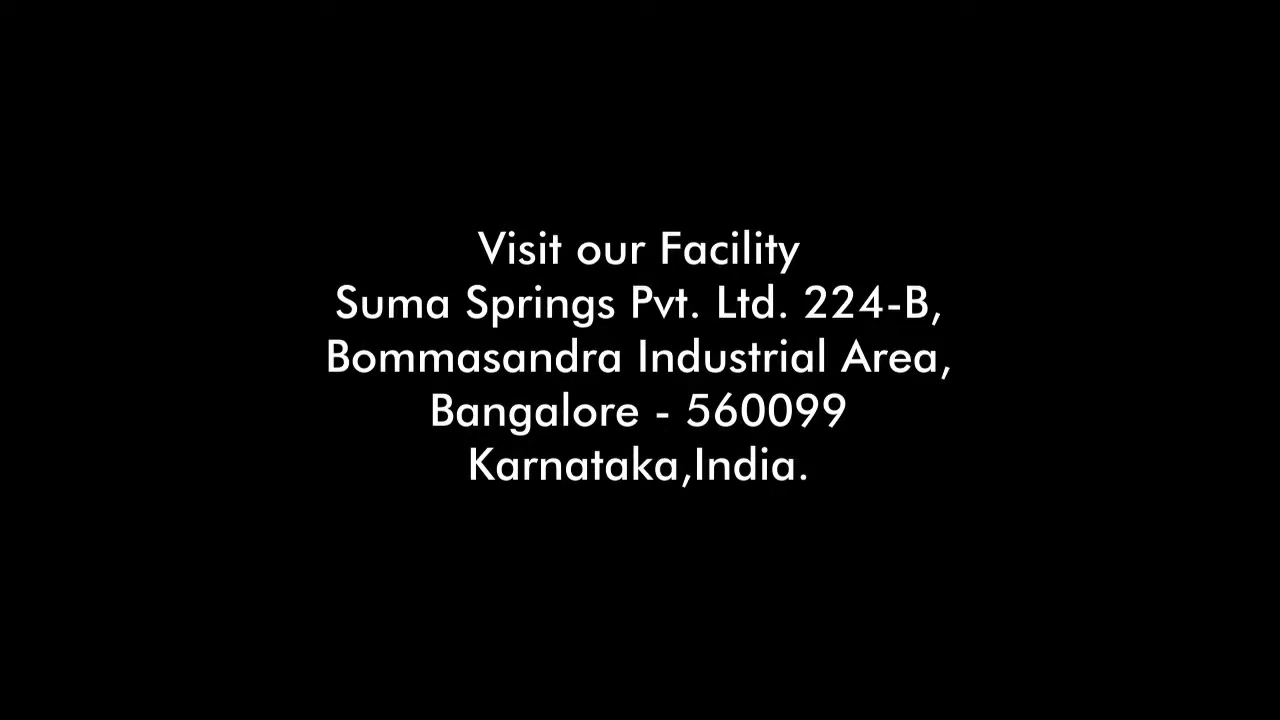 Visit our Facility
Suma Springs Pvt. Ltd. 224-B,
Bommasandra Industrial Area,
Bangalore - 560099
Karnataka,India.